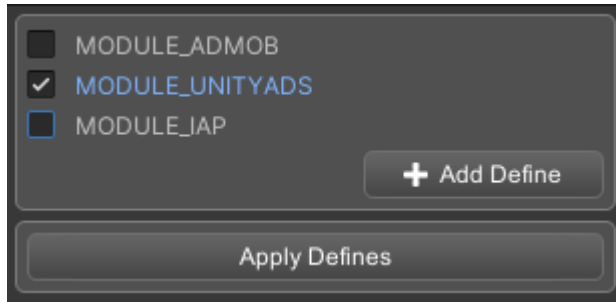 MODULE_ADMOB
MODULE_UNITYADS
MODULE_IAP
Add Define
Apply Defines